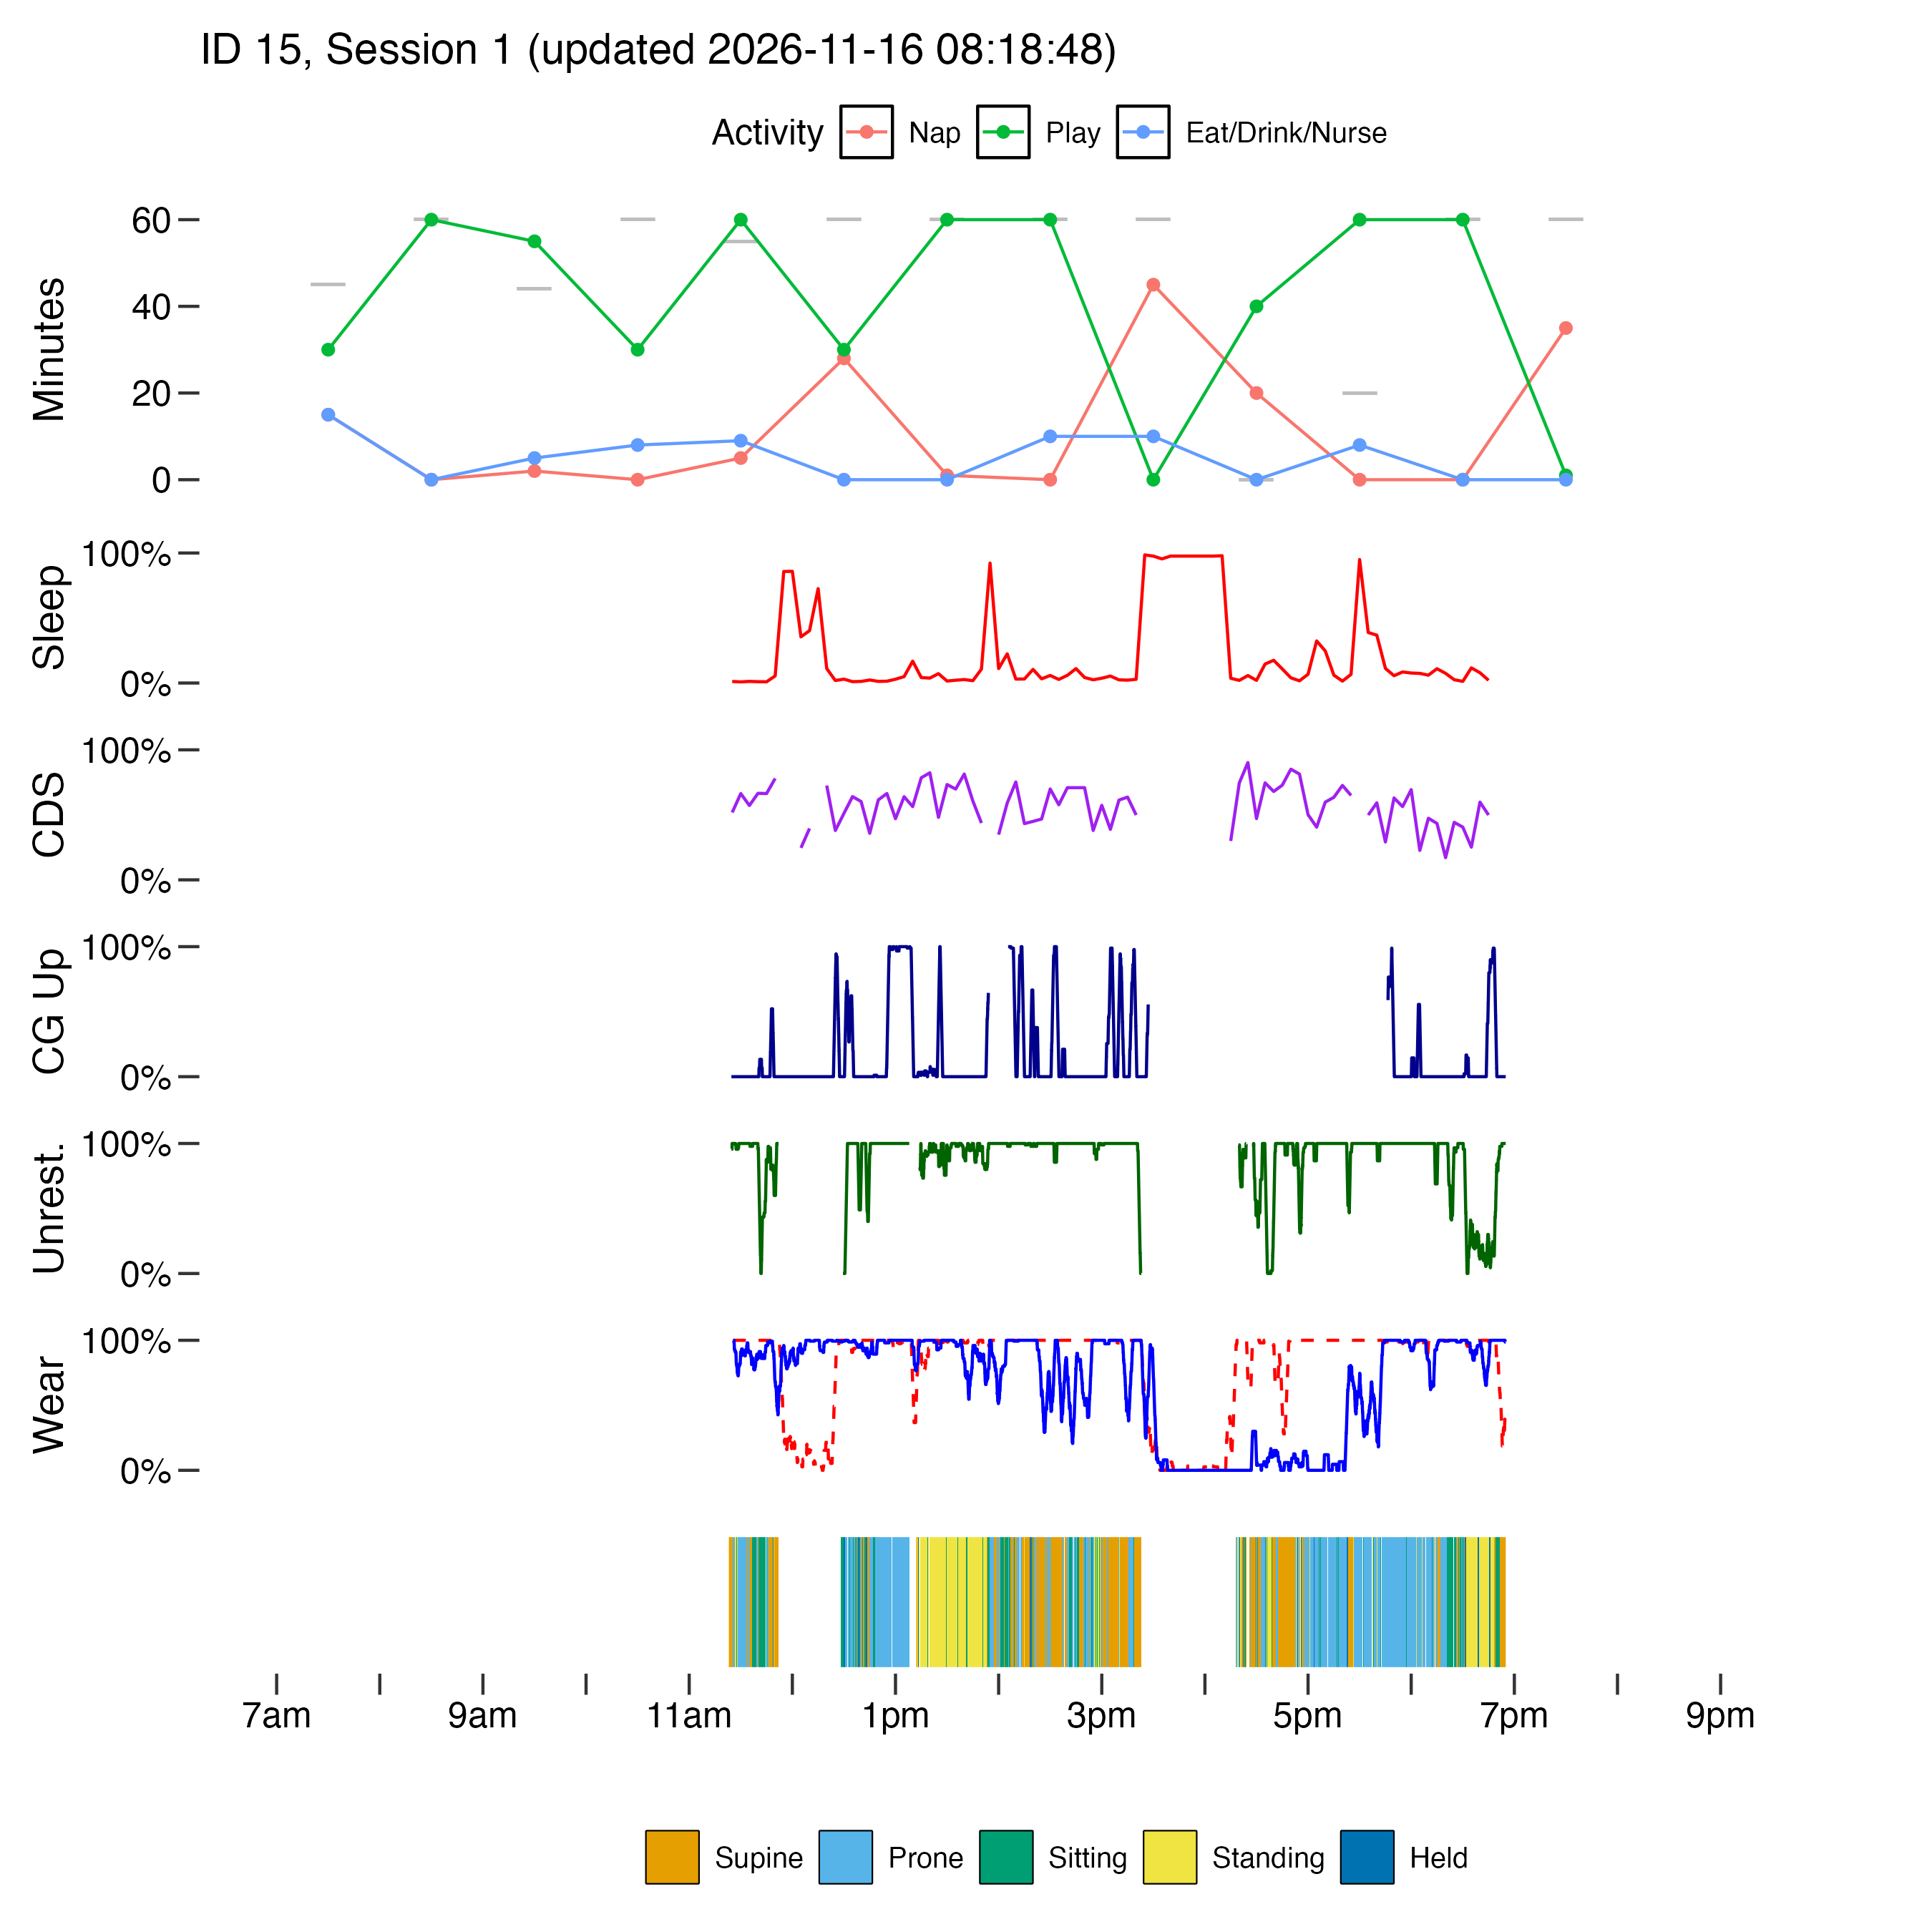 ID 15, Session 1 (updated 2026-11-16 08:18:48)
Activity Nap Play Eat/Drink/Nurse
Minutes
60
40
20
0
Sleep
100%
0%
CDS
100%
0%
CG Up
100%
0%
Unrest.
100%
0%
Wear
100%
0%
7am 9am 11am 1pm 3pm 5pm 7pm 9pm
Supine Prone Sitting Standing Held